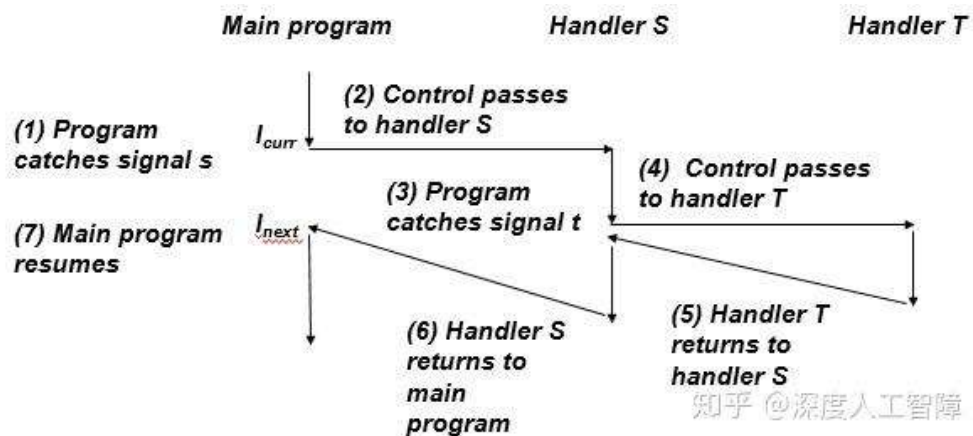 Main program
Handler S
Handler T
(1) Program
catches signal s
Icurr
(2) Control passes
to handler S
(3) Program
catches signal t
(4) Control passes
to handler T
(7) Main program
resumes
Inext
(6) Handler S
returns to
main
program
(5) Handler T
returns to
handler S
知乎 @深度人工智障